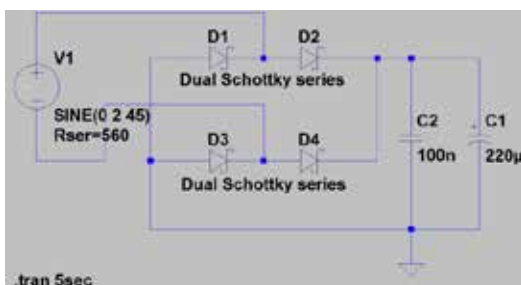 D1 D2
V1
Dual Schottky series
SINE(0 2 45)
Rser=560
C2 C1
D3 D4
100n 220µ
Dual Schottky series
.tran 5sec